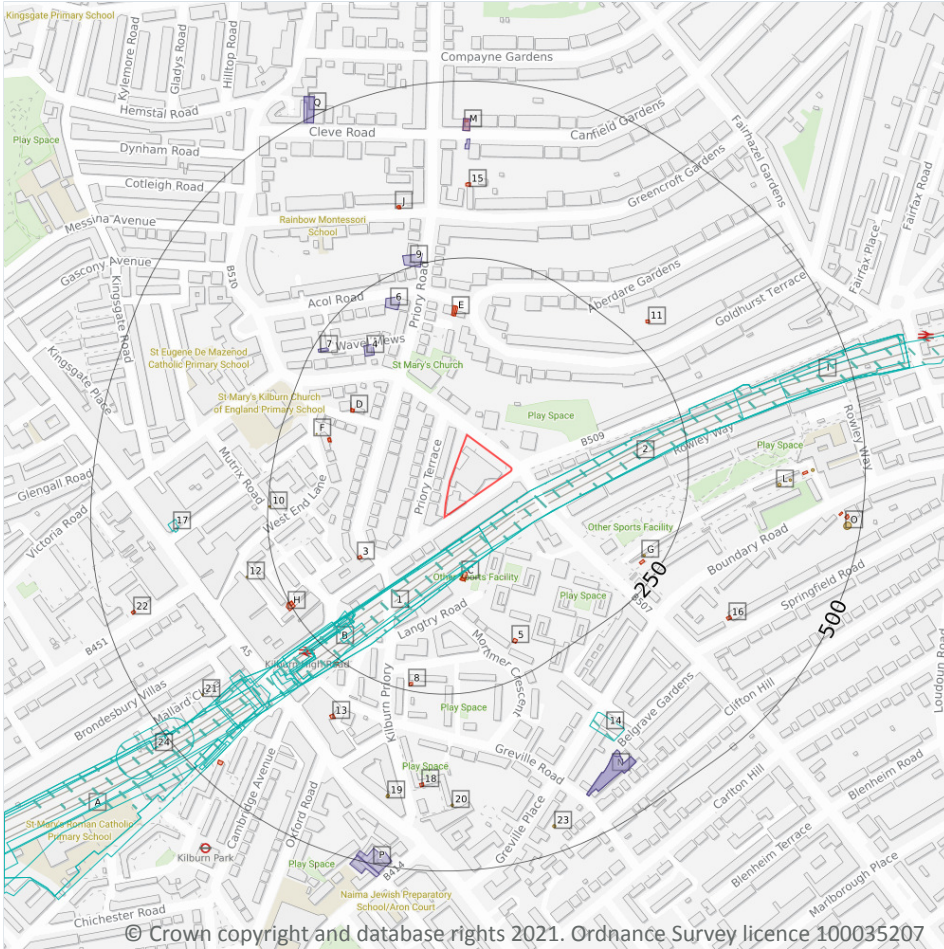 Kingsgate Primary School
Kylemore Road
Gladys Road
Hilltop Road
Compayne Gardens
Hemstal Road
Q
M
Cleve Road
Canfield Gardens
Fairhazel Gardens
Play Space
Dynham Road
Cotleigh Road
15
Greencroft Gardens
Fairfax Road
Messina Avenue
J
Rainbow Montessori
School
Fairfax Place
Gascony Avenue
B510
9
Priory Road
Kingsgate Road
Acol Road
6
E
Aberdare Gardens
Goldhurst Terrace
11
7
4
St Eugene De Mazenod
Catholic Primary School
Kingsgate Place
St Mary's Church
I
St Mary's Kilburn Church
of England Primary School
D
Play Space
F
B509
2
Rowley Way
Play Space
Rowley Way
Priory Terrace
Glengall Road
Mutrix Road
West End Lane
10
L
17
O
Victoria Road
Other Sports Facility
Boundary Road
3
G
12
C
Other Sports Facility
250
Springfield Road
22
H
1
Play Space
B507
16
500
B451
A5
B
Langtry Road
5
Mortimer Crescent
Kilburn High Road
8
Loudoun Road
Brondesbury Villas
21
Kilburn Priory
Clifton Hill
13
Play Space
14
Belgrave Gardens
24
Greville Road
N
Carlton Hill
Blenheim Road
A
Cambridge Avenue
Oxford Road
Play Space
18
19
20
St Mary's Roman Catholic
Primary School
Greville Place
23
Kilburn Park
Play Space
P
B414
Blenheim Terrace
Marlborough Place
Naima Jewish Preparatory
School/Aron Court
Chichester Road
© Crown copyright and database rights 2021. Ordnance Survey licence 100035207